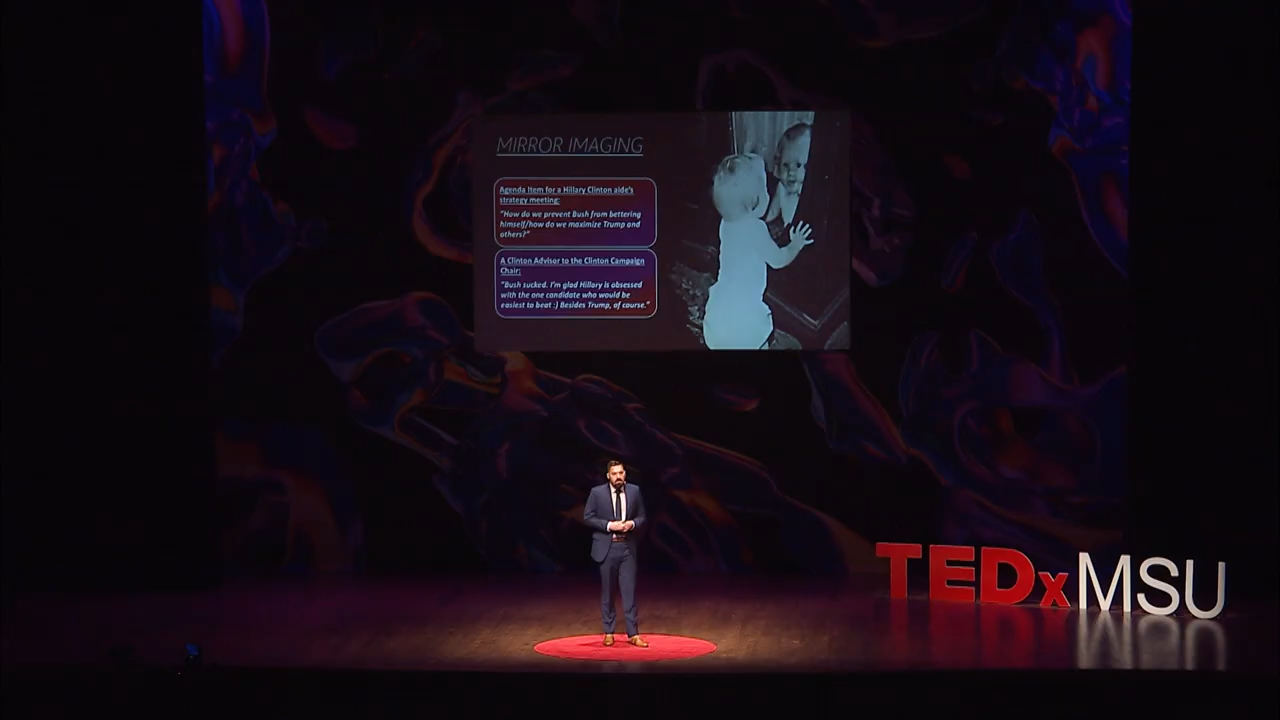 MIRROR IMAGING
Agenda Item for a Hillary Clinton aide's
strategy meeting:
"How do we prevent Bush from bettering
himself/how do we maximize Trump and
others?"
A Clinton Advisor to the Clinton Campaign
Chair:
"Bush sucked. I'm glad Hillary is obsessed
with the one candidate who would be
easiest to beat :) Besides Trump, of course."
TEDxMSU